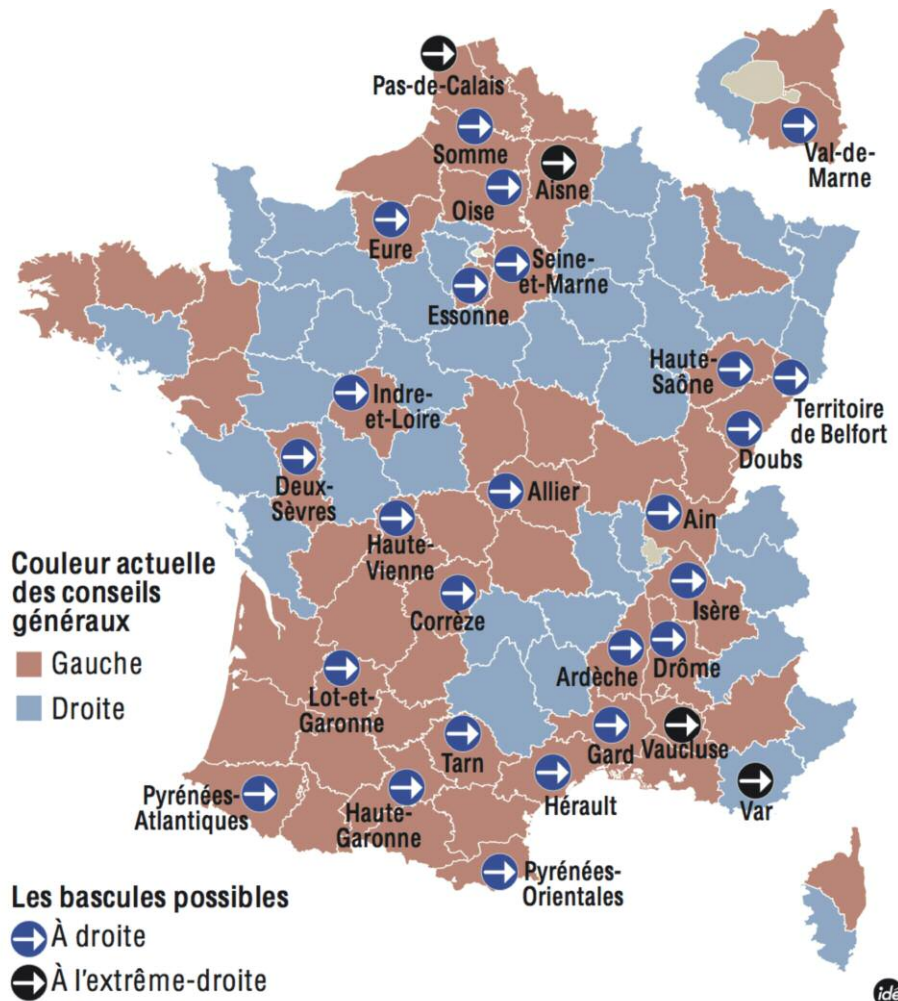 Pas-de-Calais
Somme
Aisne
Val-de-
Marne
Oise
Eure
Seine-
et-Marne
Essonne
Haute-
Saône
Territoire
de Belfort
Indre-
et-Loire
Doubs
Deux-
Sèvres
Allier
Ain
Haute-
Vienne
Couleur actuelle
des conseils
généraux
Gauche
Droite
Corrèze
Isère
Ardèche
Drôme
Lot-et-
Garonne
Tarn
Gard
Vaucluse
Pyrénées-
Atlantiques
Haute-
Garonne
Hérault
Var
Pyrénées-
Orientales
Les bascules possibles
À droite
À l'extrême-droite
idé